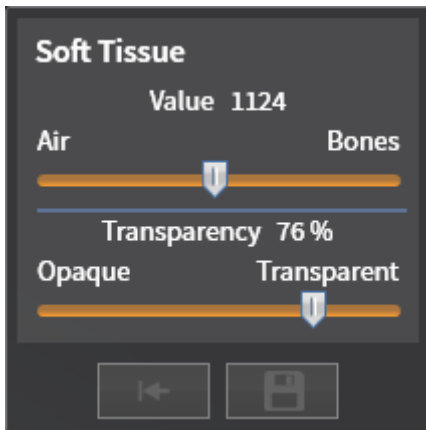 Soft Tissue
Value 1124
Air Bones
Transparency 76 %
Opaque Transparent